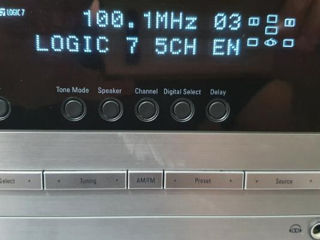 LOGIC 7 100.1MHz 03
LOGIC 7 5CH EN
Tone Mode Speaker Channel Digital Select Delay
Select Tuning AM/FM Preset Source